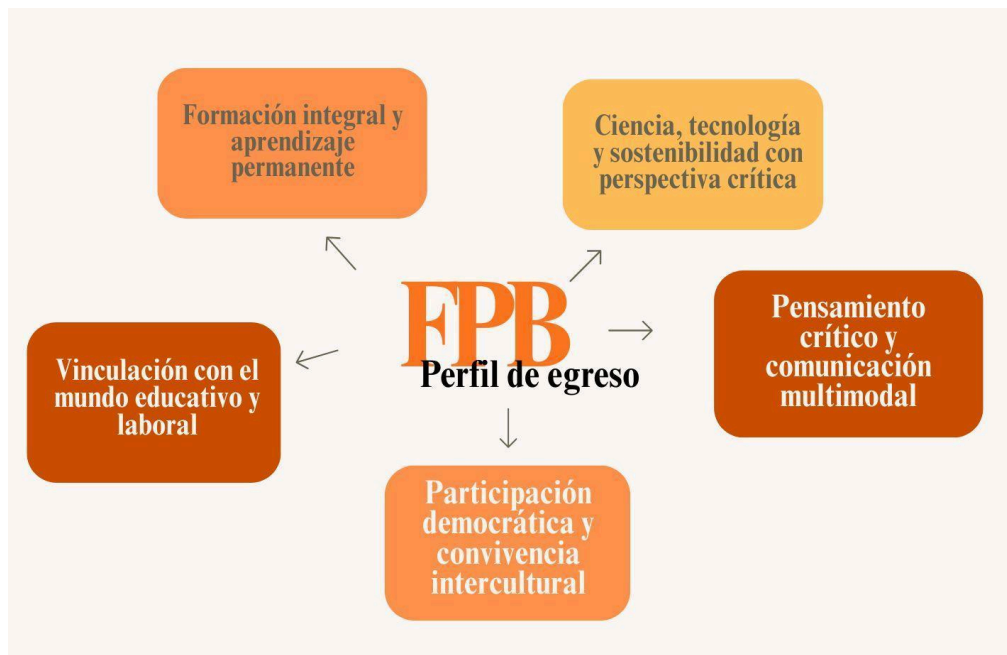 Formación integral y
aprendizaje
permanente
Ciencia, tecnología
y sostenibilidad con
perspectiva crítica
FPB
Perfil de egreso
Pensamiento
crítico y
comunicación
multimodal
Vinculación con el
mundo educativo y
laboral
Participación
democrática y
convivencia
intercultural